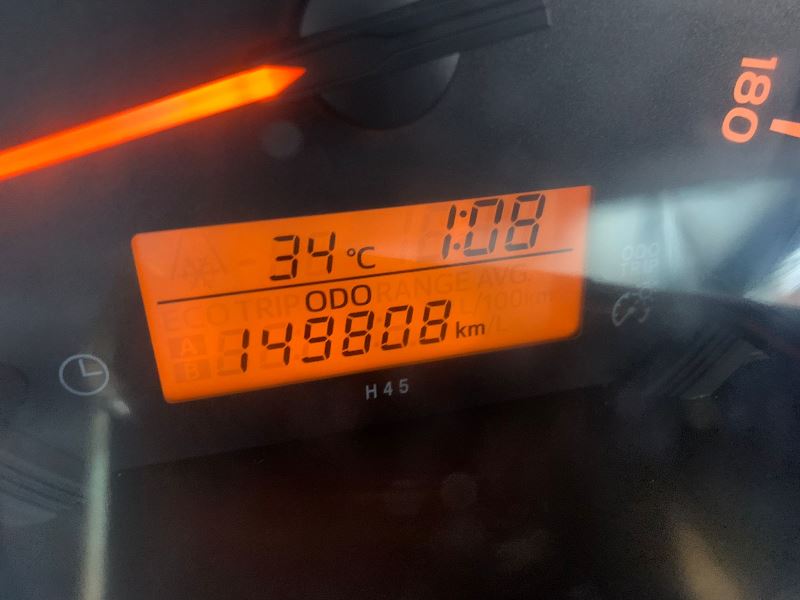 180
34 °C 1:08
ECO TRIP ODO RANGE AVG.
L/100km
A
149808 km/L
B
H45
ODO
TRIP